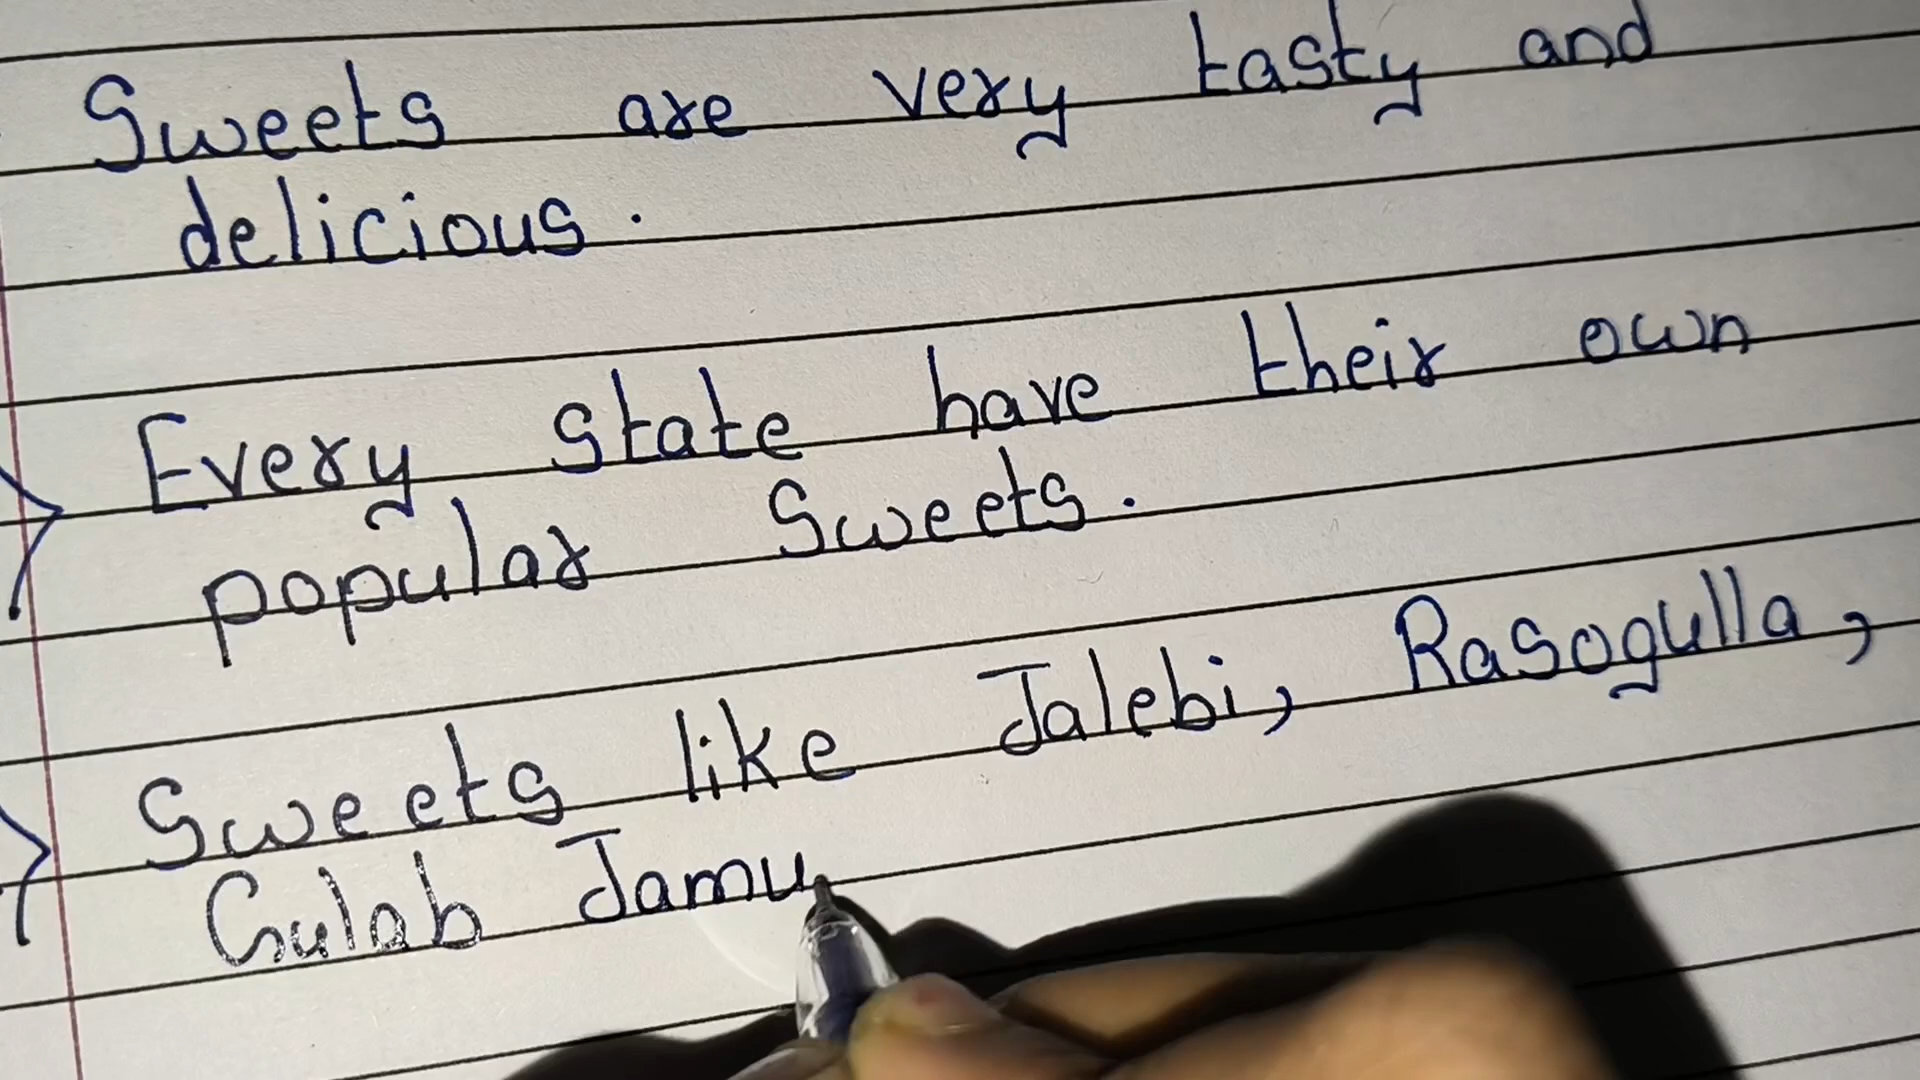 Sweets are very tasty and
delicious.
Every state have their own
popular Sweets.
Sweets like Jalebi, Rasogulla,
Gulab Jamu